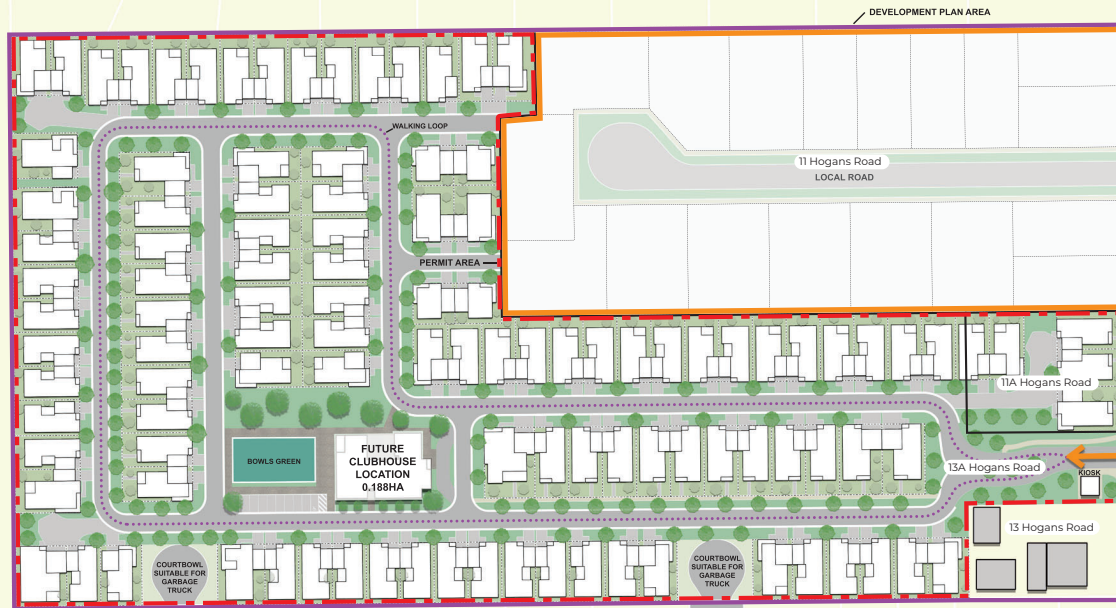 DEVELOPMENT PLAN AREA
WALKING LOOP
11 Hogans Road
LOCAL ROAD
PERMIT AREA
11A Hogans Road
BOWLS GREEN
FUTURE
CLUBHOUSE
LOCATION
0.188HA
13A Hogans Road
KIOSK
13 Hogans Road
COURTBOWL
SUITABLE FOR
GARBAGE
TRUCK
COURTBOWL
SUITABLE FOR
GARBAGE
TRUCK